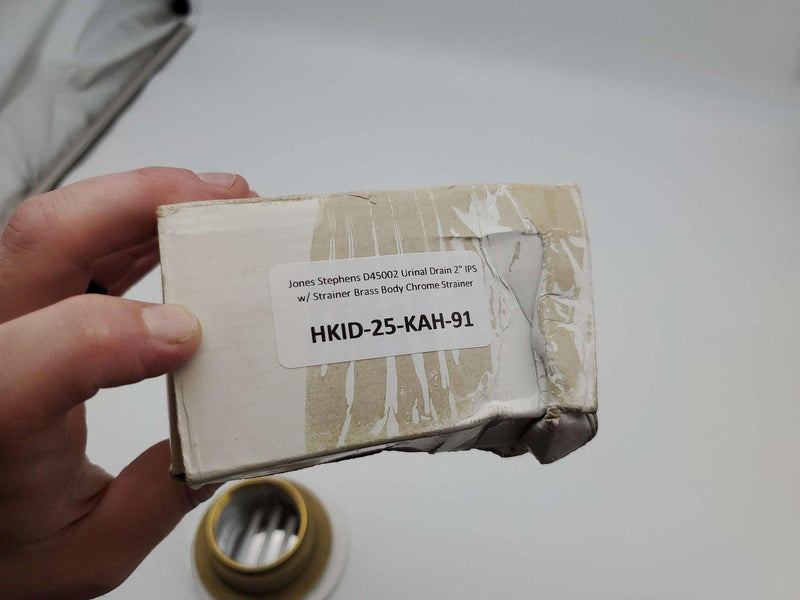 Jones Stephens D45002 Urinal Drain 2" IPS
w/ Strainer Brass Body Chrome Strainer
HKID-25-KAH-91